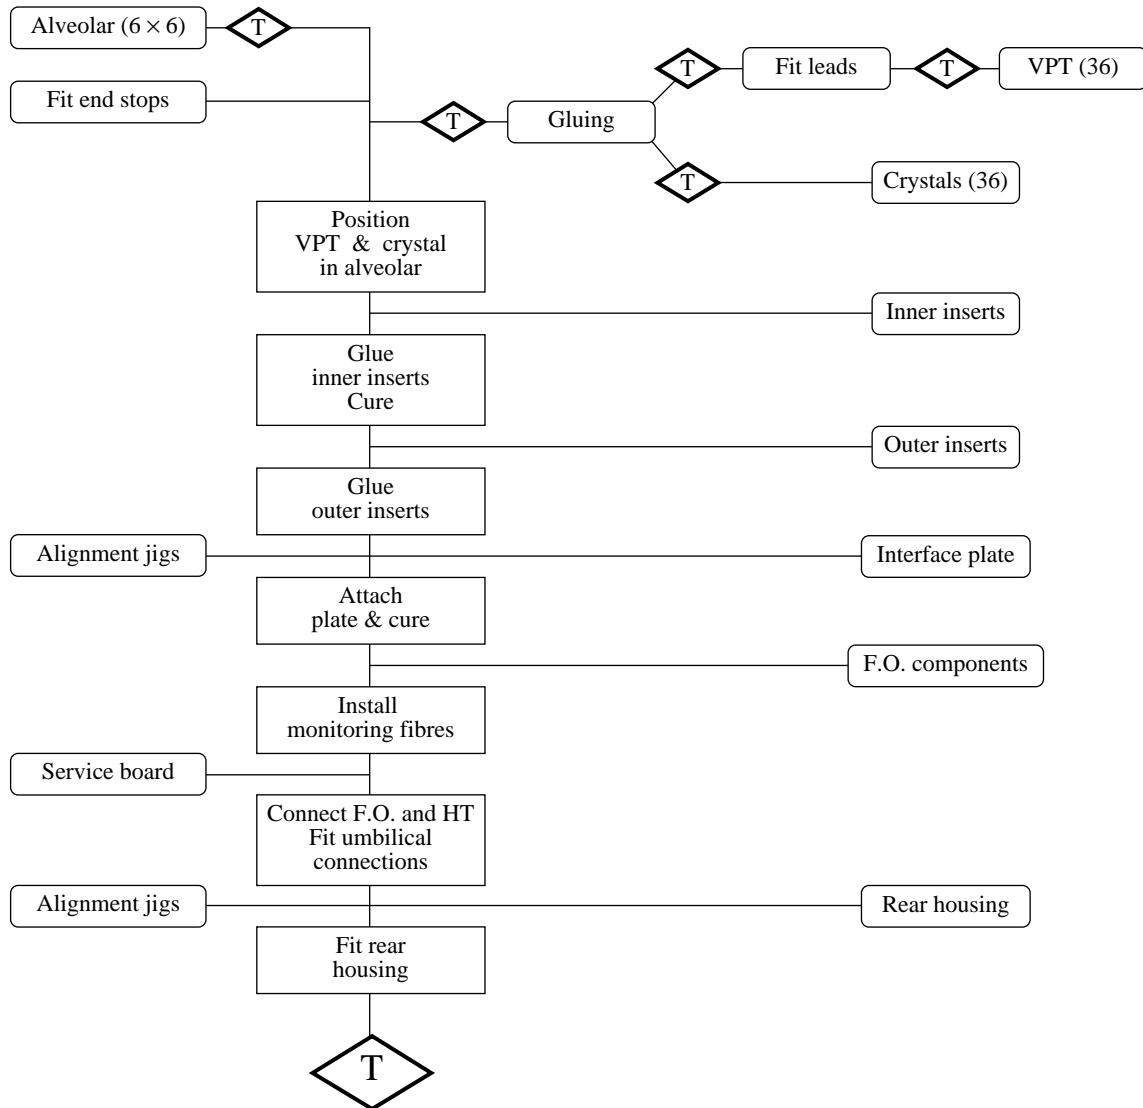 Alveolar (6 × 6)
T
T
Fit leads
T
VPT (36)
Fit end stops
T
Gluing
T
Crystals (36)
Position
VPT & crystal
in alveolar
Inner inserts
Glue
inner inserts
Cure
Outer inserts
Glue
outer inserts
Alignment jigs
Interface plate
Attach
plate & cure
F.O. components
Install
monitoring fibres
Service board
Connect F.O. and HT
Fit umbilical
connections
Alignment jigs
Rear housing
Fit rear
housing
T